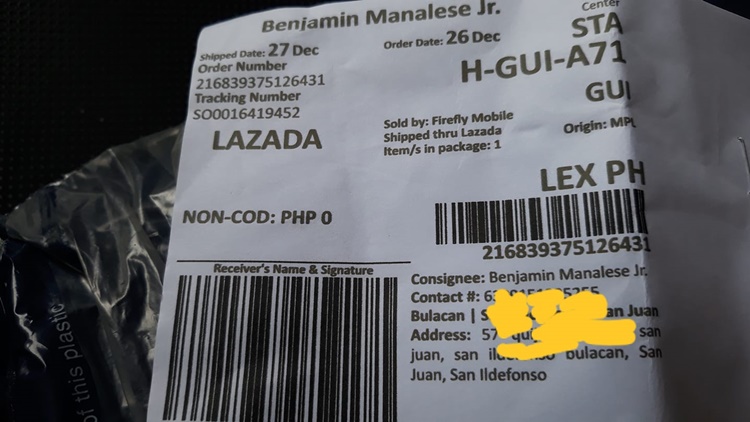 Benjamin Manalese Jr.
Center
Shipped Date: 27 Dec
Order Date: 26 Dec
STA
Order Number
216839375126431
H-GUI-A71
Tracking Number
SO0016419452
GUI
LAZADA
Sold by: Firefly Mobile
Shipped thru Lazada
Item/s in package: 1
Origin:
LEX PH
NON-COD: PHP 0
216839375126431
Receiver's Name & Signature
Consignee: Benjamin Manalese Jr.
Contact #:
Bulacan | an Juan
Address: san
juan, san bulacan, San
Juan, San Ildefonso
of this plastic